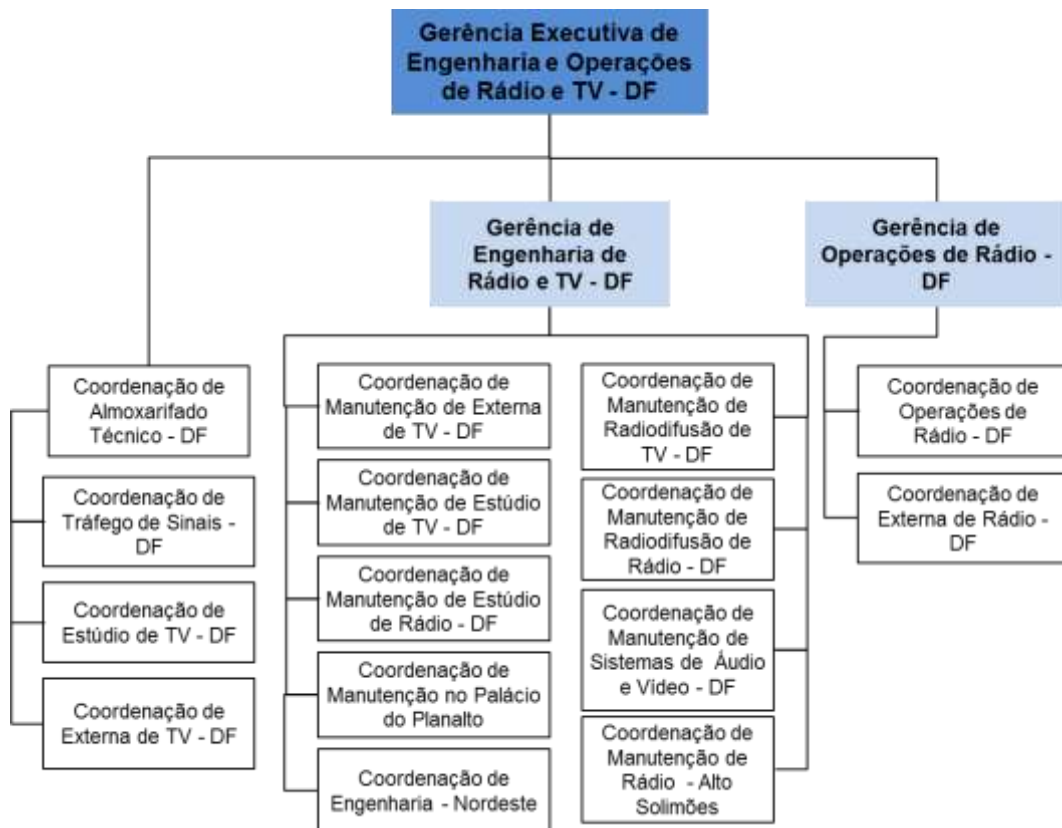 Gerência Executiva de
Engenharia e Operações
de Rádio e TV - DF
Gerência de
Engenharia de
Rádio e TV - DF
Gerência de
Operações de Rádio -
DF
Coordenação de
Almoxarifado
Técnico - DF
Coordenação de
Tráfego de Sinais -
DF
Coordenação de
Estúdio de TV - DF
Coordenação de
Externa de TV - DF
Coordenação de
Manutenção de Externa
de TV - DF
Coordenação de
Manutenção de Estúdio
de TV - DF
Coordenação de
Manutenção de Estúdio
de Rádio - DF
Coordenação de
Manutenção no Palácio
do Planalto
Coordenação de
Engenharia - Nordeste
Coordenação de
Manutenção de
Radiodifusão de
TV - DF
Coordenação de
Manutenção de
Radiodifusão de
Rádio - DF
Coordenação de
Manutenção de
Sistemas de Áudio
e Vídeo - DF
Coordenação de
Manutenção de
Rádio - Alto
Solimões
Coordenação de
Operações de
Rádio - DF
Coordenação de
Externa de Rádio -
DF